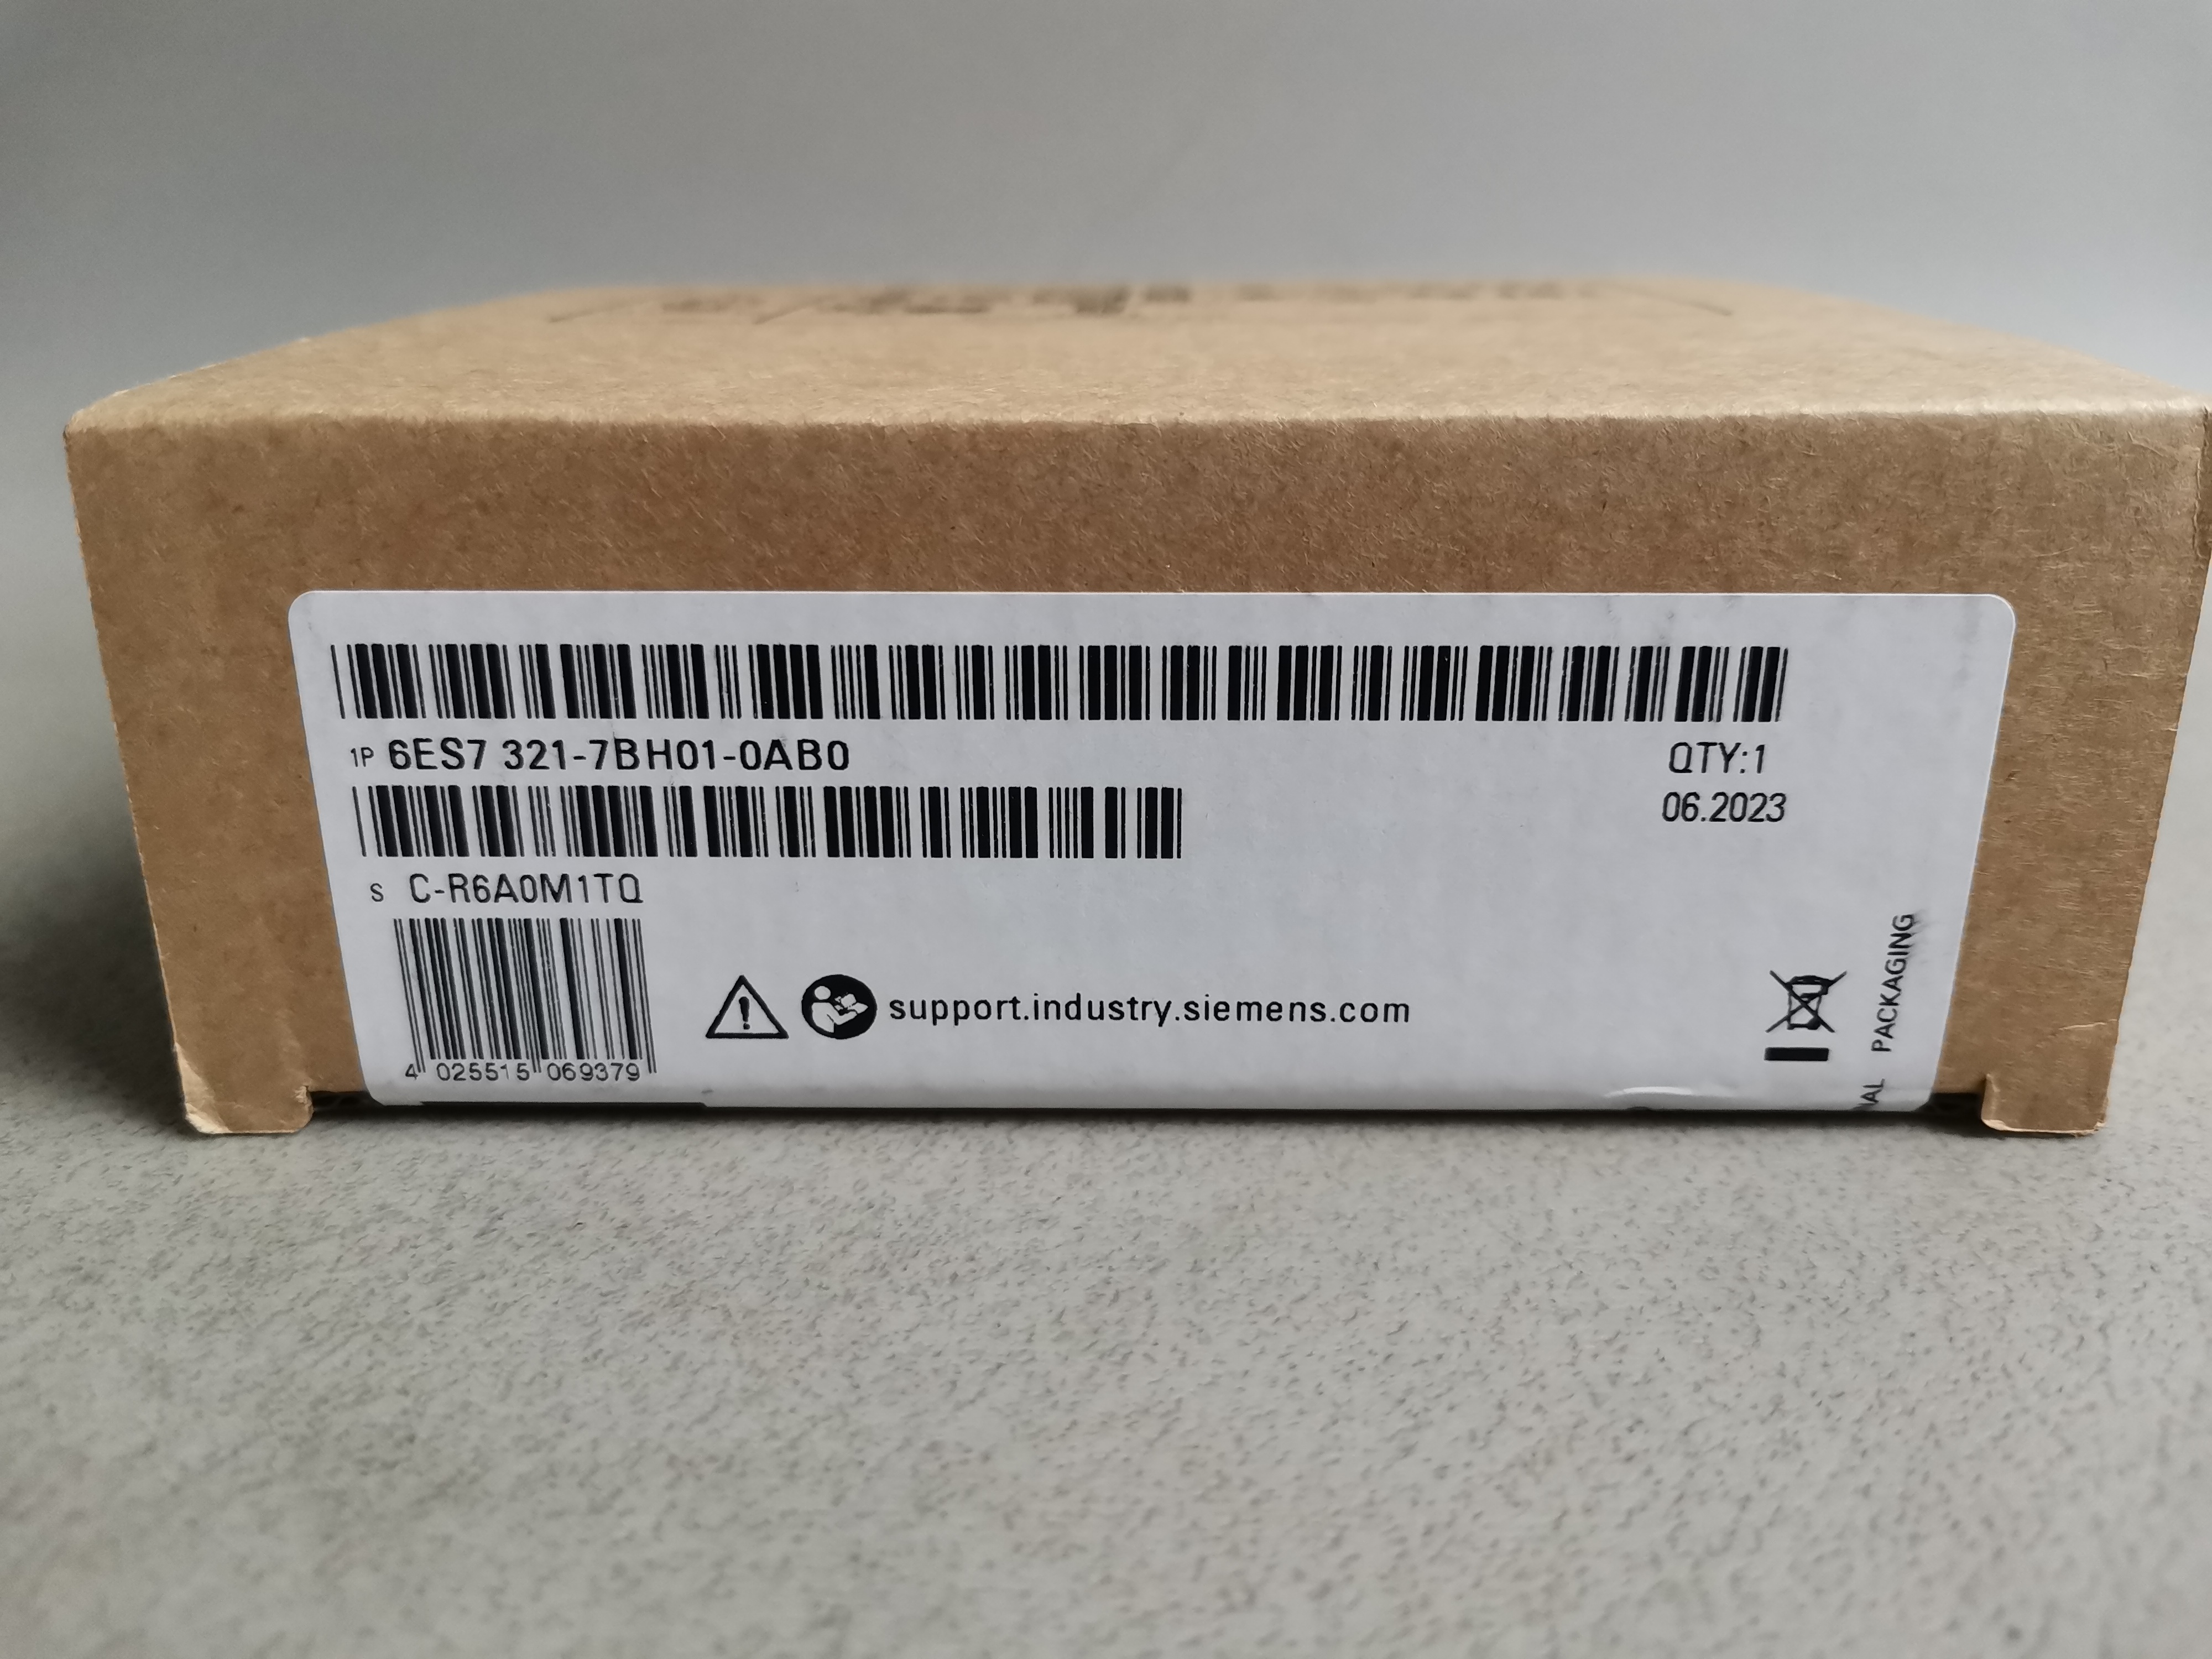 1P 6ES7 321-7BH01-0AB0
QTY:1
06.2023
S C-R6A0M1TQ
4 025515 069379
support.industry.siemens.com
PACKAGING